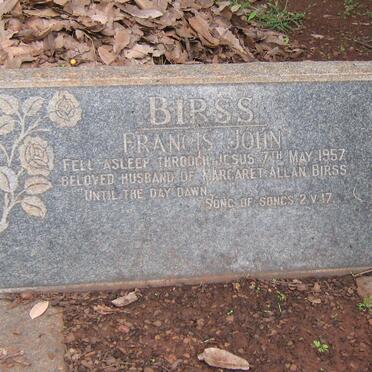 BIRSS
FRANCIS JOHN
FELL ASLEEP THROUGH JESUS 7TH MAY, 1957
BELOVED HUSBAND OF MARGARET ALLAN BIRSS
"UNTIL THE DAY DAWN
SONG OF SONGS 2.V.17.